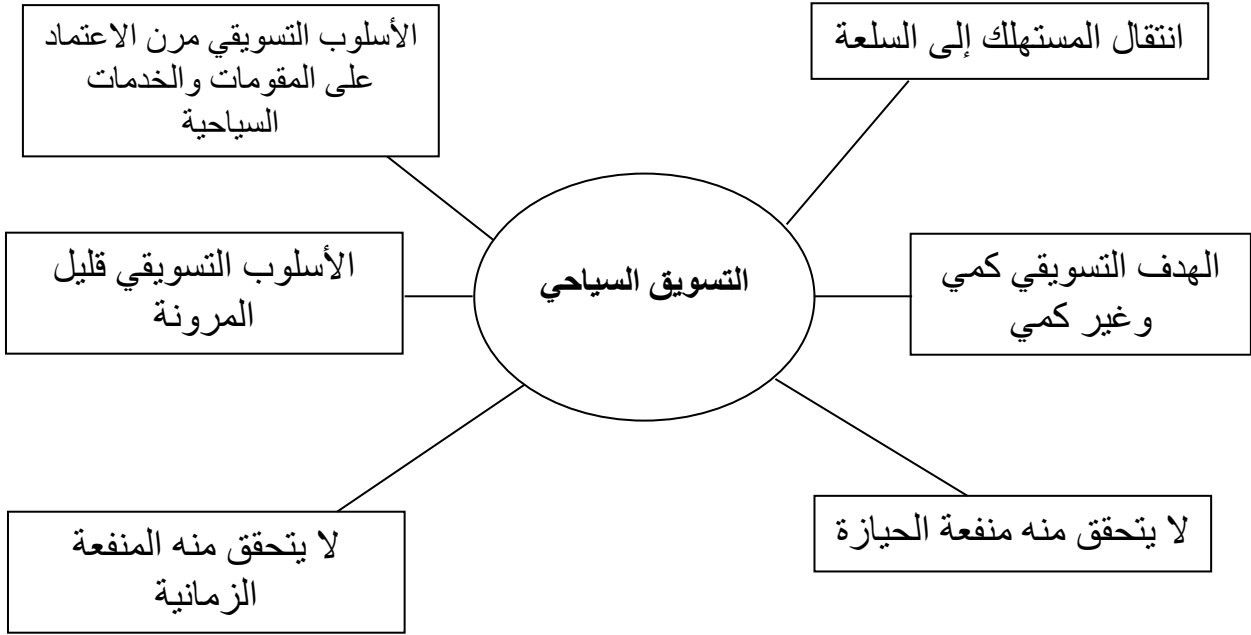 انتقال المستهلك إلى السلعة
الأسلوب التسويقي مرن الاعتماد
على المقومات والخدمات
السياحية
الهدف التسويقي كمي
وغير كمي
التسويق السياحي
الأسلوب التسويقي قليل
المرونة
لا يتحقق منه منفعة الحيازة
لا يتحقق منه المنفعة
الزمانية